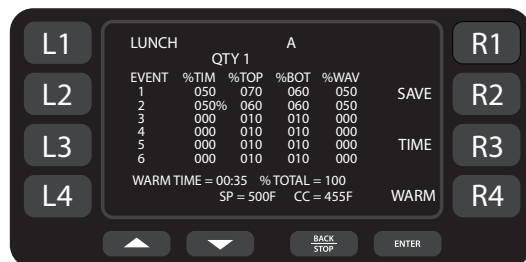 L1 LUNCH A R1
QTY 1
EVENT %TIM %TOP %BOT %WAV
1 050 070 060 050
L2 SAVE R2
2 050% 060 060 050
3 000 010 010 000
4 000 010 010 000
L3 5 000 010 010 000 TIME R3
6 000 010 010 000
WARM TIME = 00:35 % TOTAL = 100
L4 SP = 500F CC = 455F WARM R4
BACK
STOP
ENTER